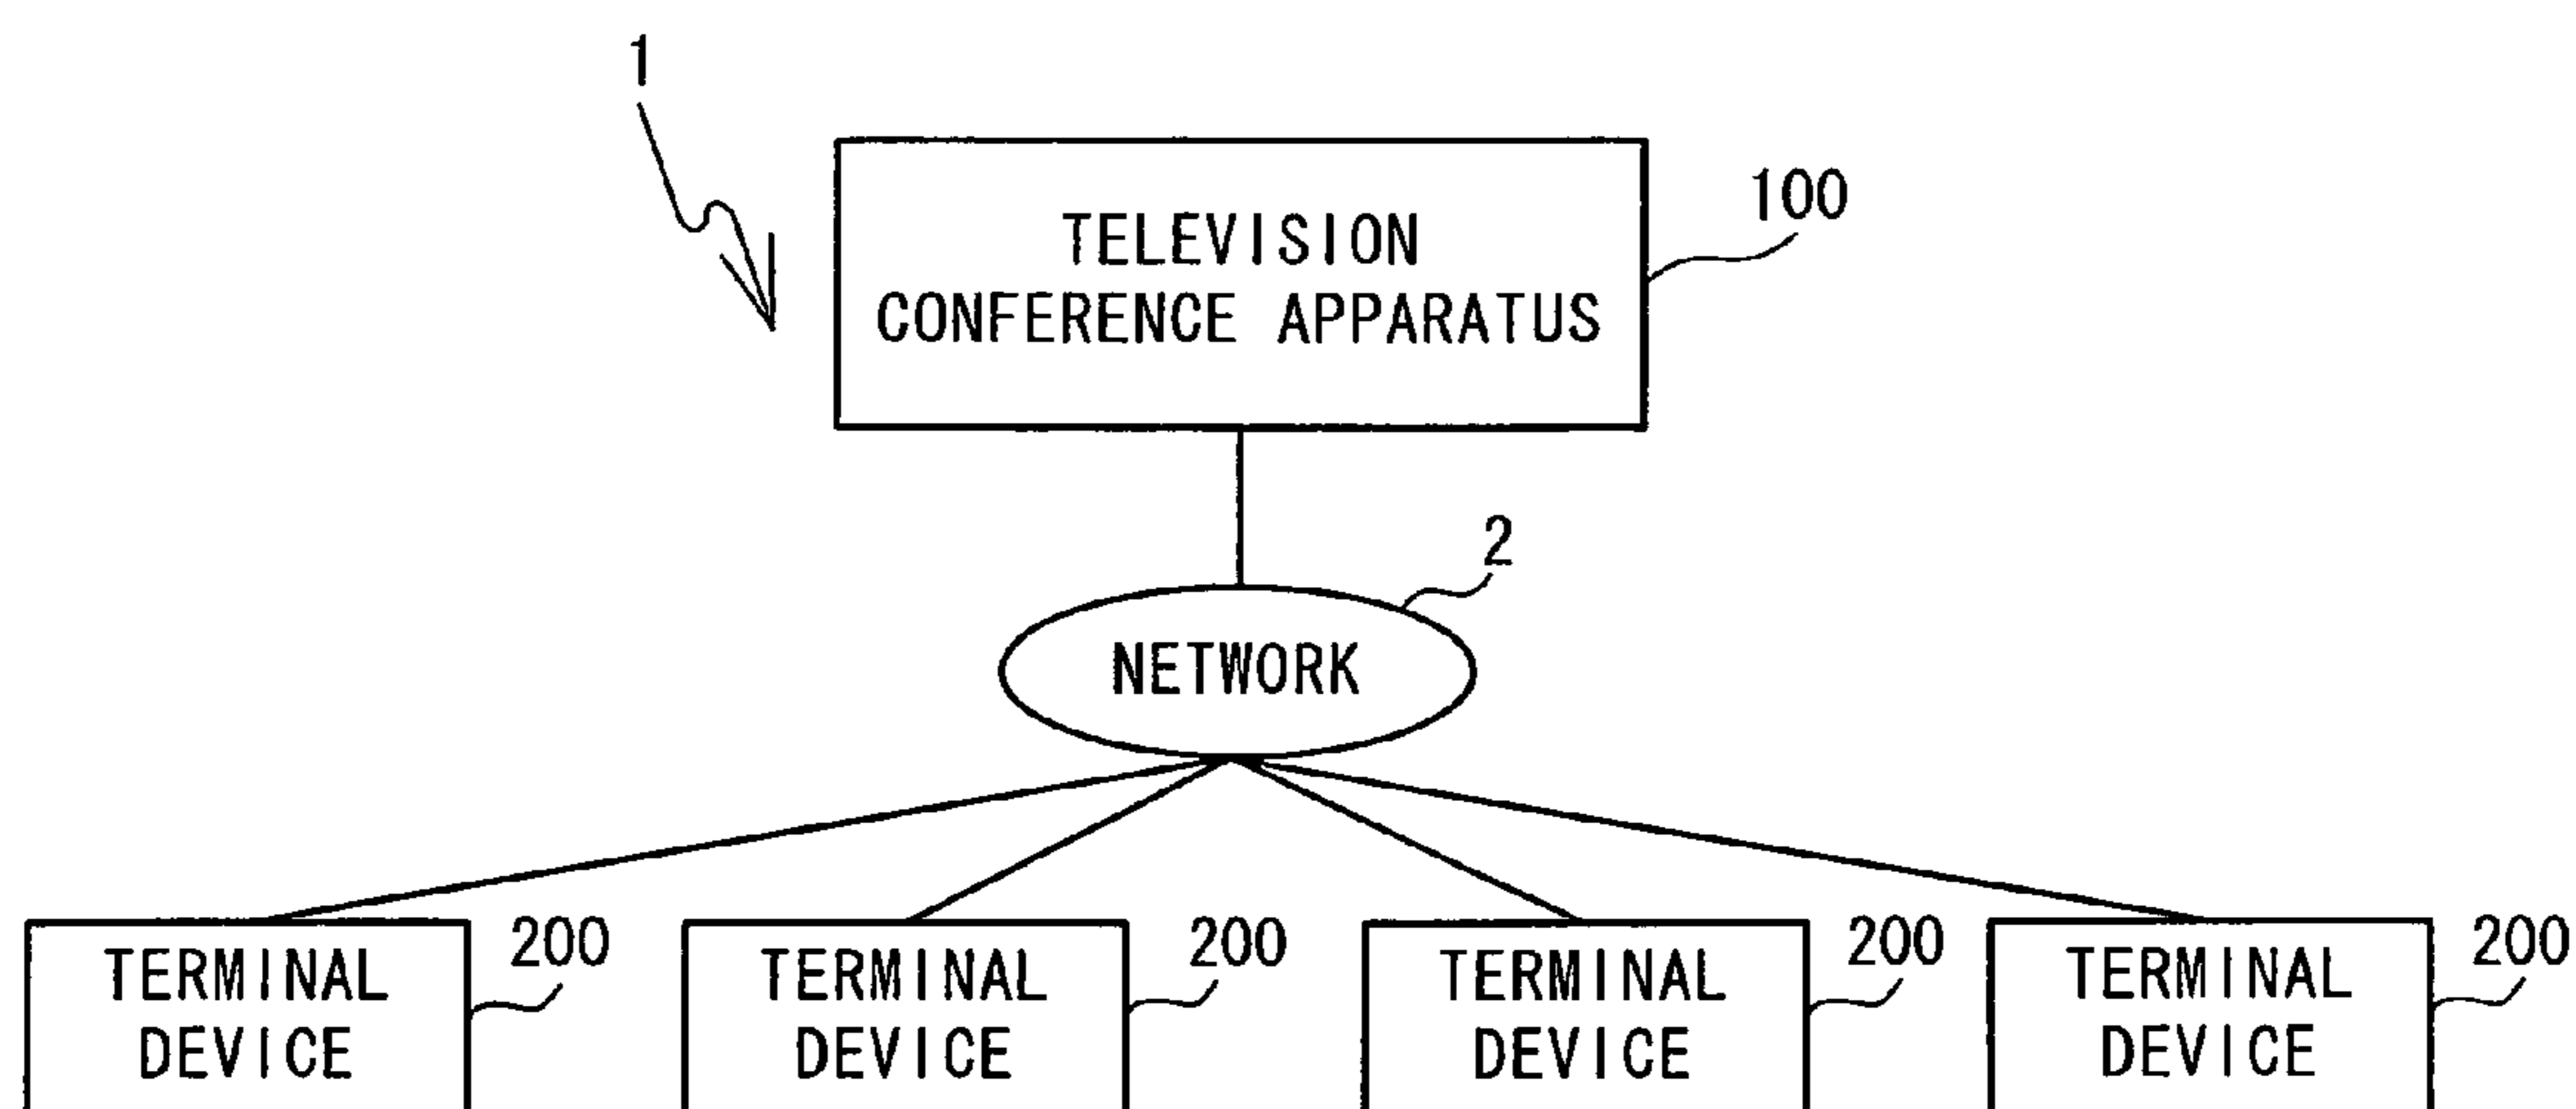 1
TELEVISION
CONFERENCE APPARATUS
100
2
NETWORK
TERMINAL
DEVICE
200
TERMINAL
DEVICE
200
TERMINAL
DEVICE
200
TERMINAL
DEVICE
200